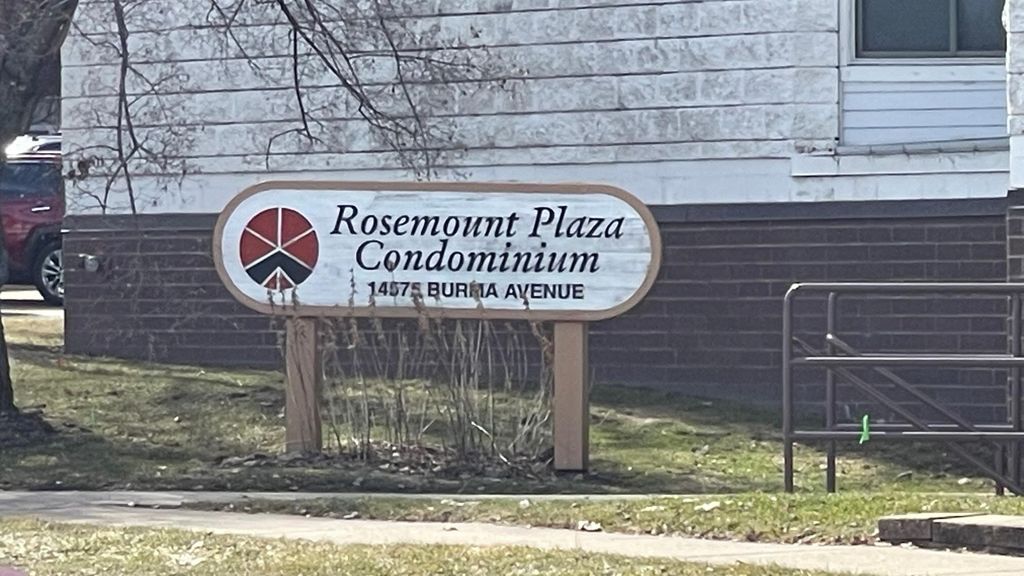 Rosemount Plaza
Condominium
14575 BURMA AVENUE